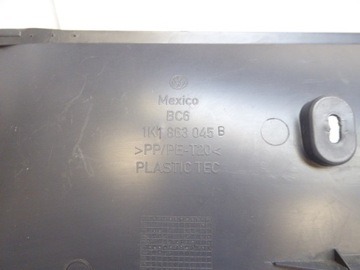 Mexico
BC6
1K1 863 045 B
>PP/PE-T20<
PLASTIC TEC